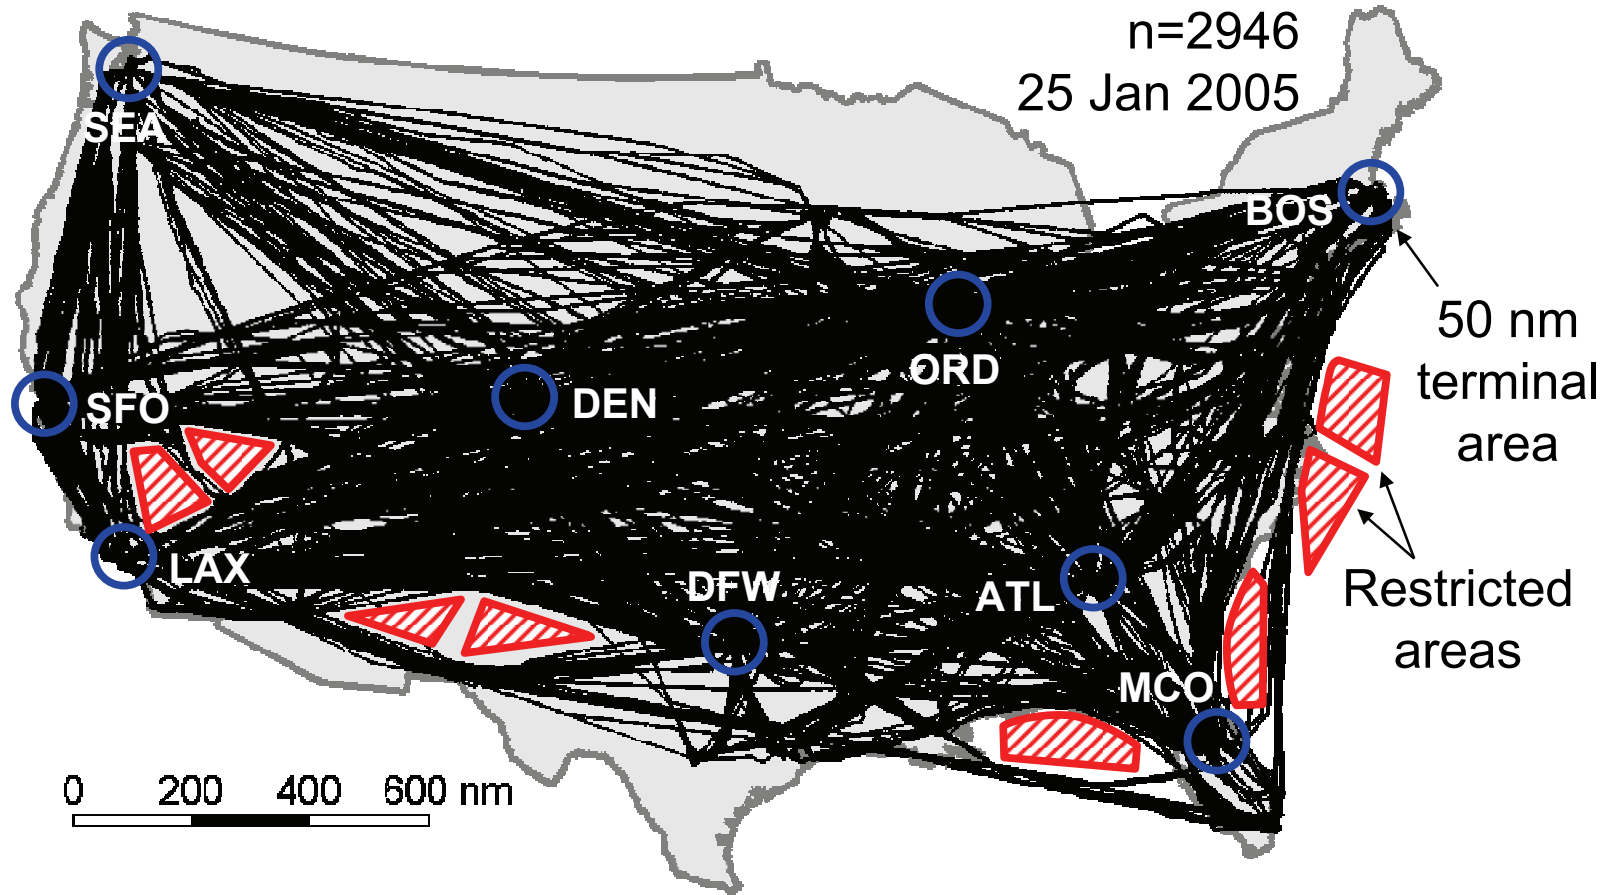 n=2946
25 Jan 2005
SEA
BOS
50 nm
terminal
area
ORD
SFO
DEN
LAX
DFW
ATL
Restricted
areas
MCO
0 200 400 600 nm